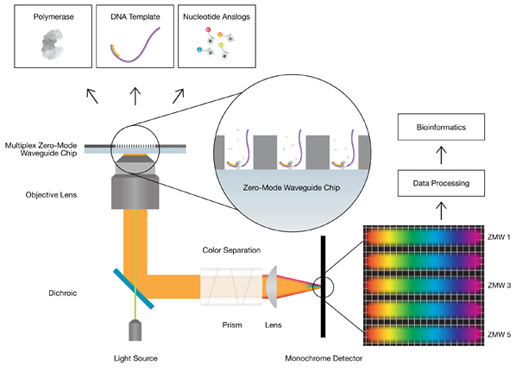 Polymerase
DNA Template
Nucleotide Analogs
Multiplex Zero-Mode
Waveguide Chip
Objective Lens
Zero-Mode Waveguide Chip
Bioinformatics
Data Processing
Color Separation
Dichroic
Prism
Lens
Light Source
Monochrome Detector
ZMW 1
ZMW 3
ZMW 5